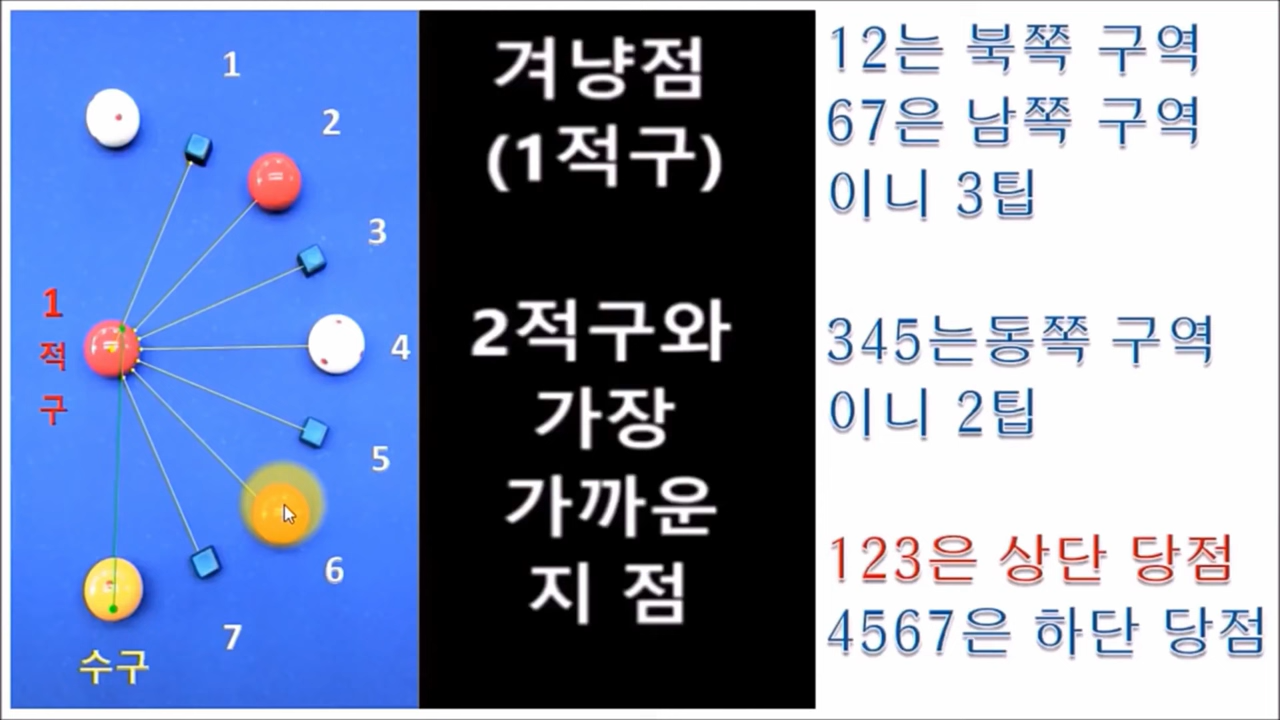 1
2
3
4
5
6
7
1
적
구
수구
겨냥점
(1적구)
2적구와
가장
가까운
지 점
12는 북쪽 구역
67은 남쪽 구역
이니 3팁
345는동쪽 구역
이니 2팁
123은 상단 당점
4567은 하단 당점